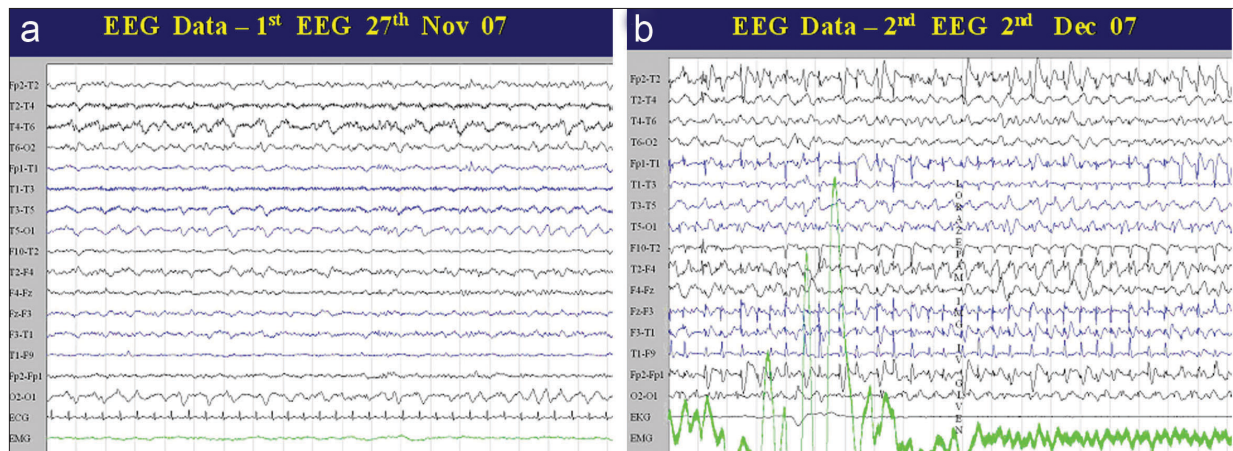 a
EEG Data – 1st EEG 27th Nov 07
Fp2-T2
T2-T4
T4-T6
T6-O2
Fp1-T1
T1-T3
T3-T5
T5-O1
F10-T2
T2-F4
F4-Fz
Fz-F3
F3-T1
T1-F9
Fp2-Fp1
O2-O1
ECG
EMG
b
EEG Data – 2nd EEG 2nd Dec 07
Fp2-T2
T2-T4
T4-T6
T6-O2
Fp1-T1
T1-T3
T3-T5
T5-O1
F10-T2
T2-F4
F4-Fz
Fz-F3
F3-T1
T1-F9
Fp2-Fp1
O2-O1
EKG
EMG
LORAZEPAM 1MG IV GIVEN